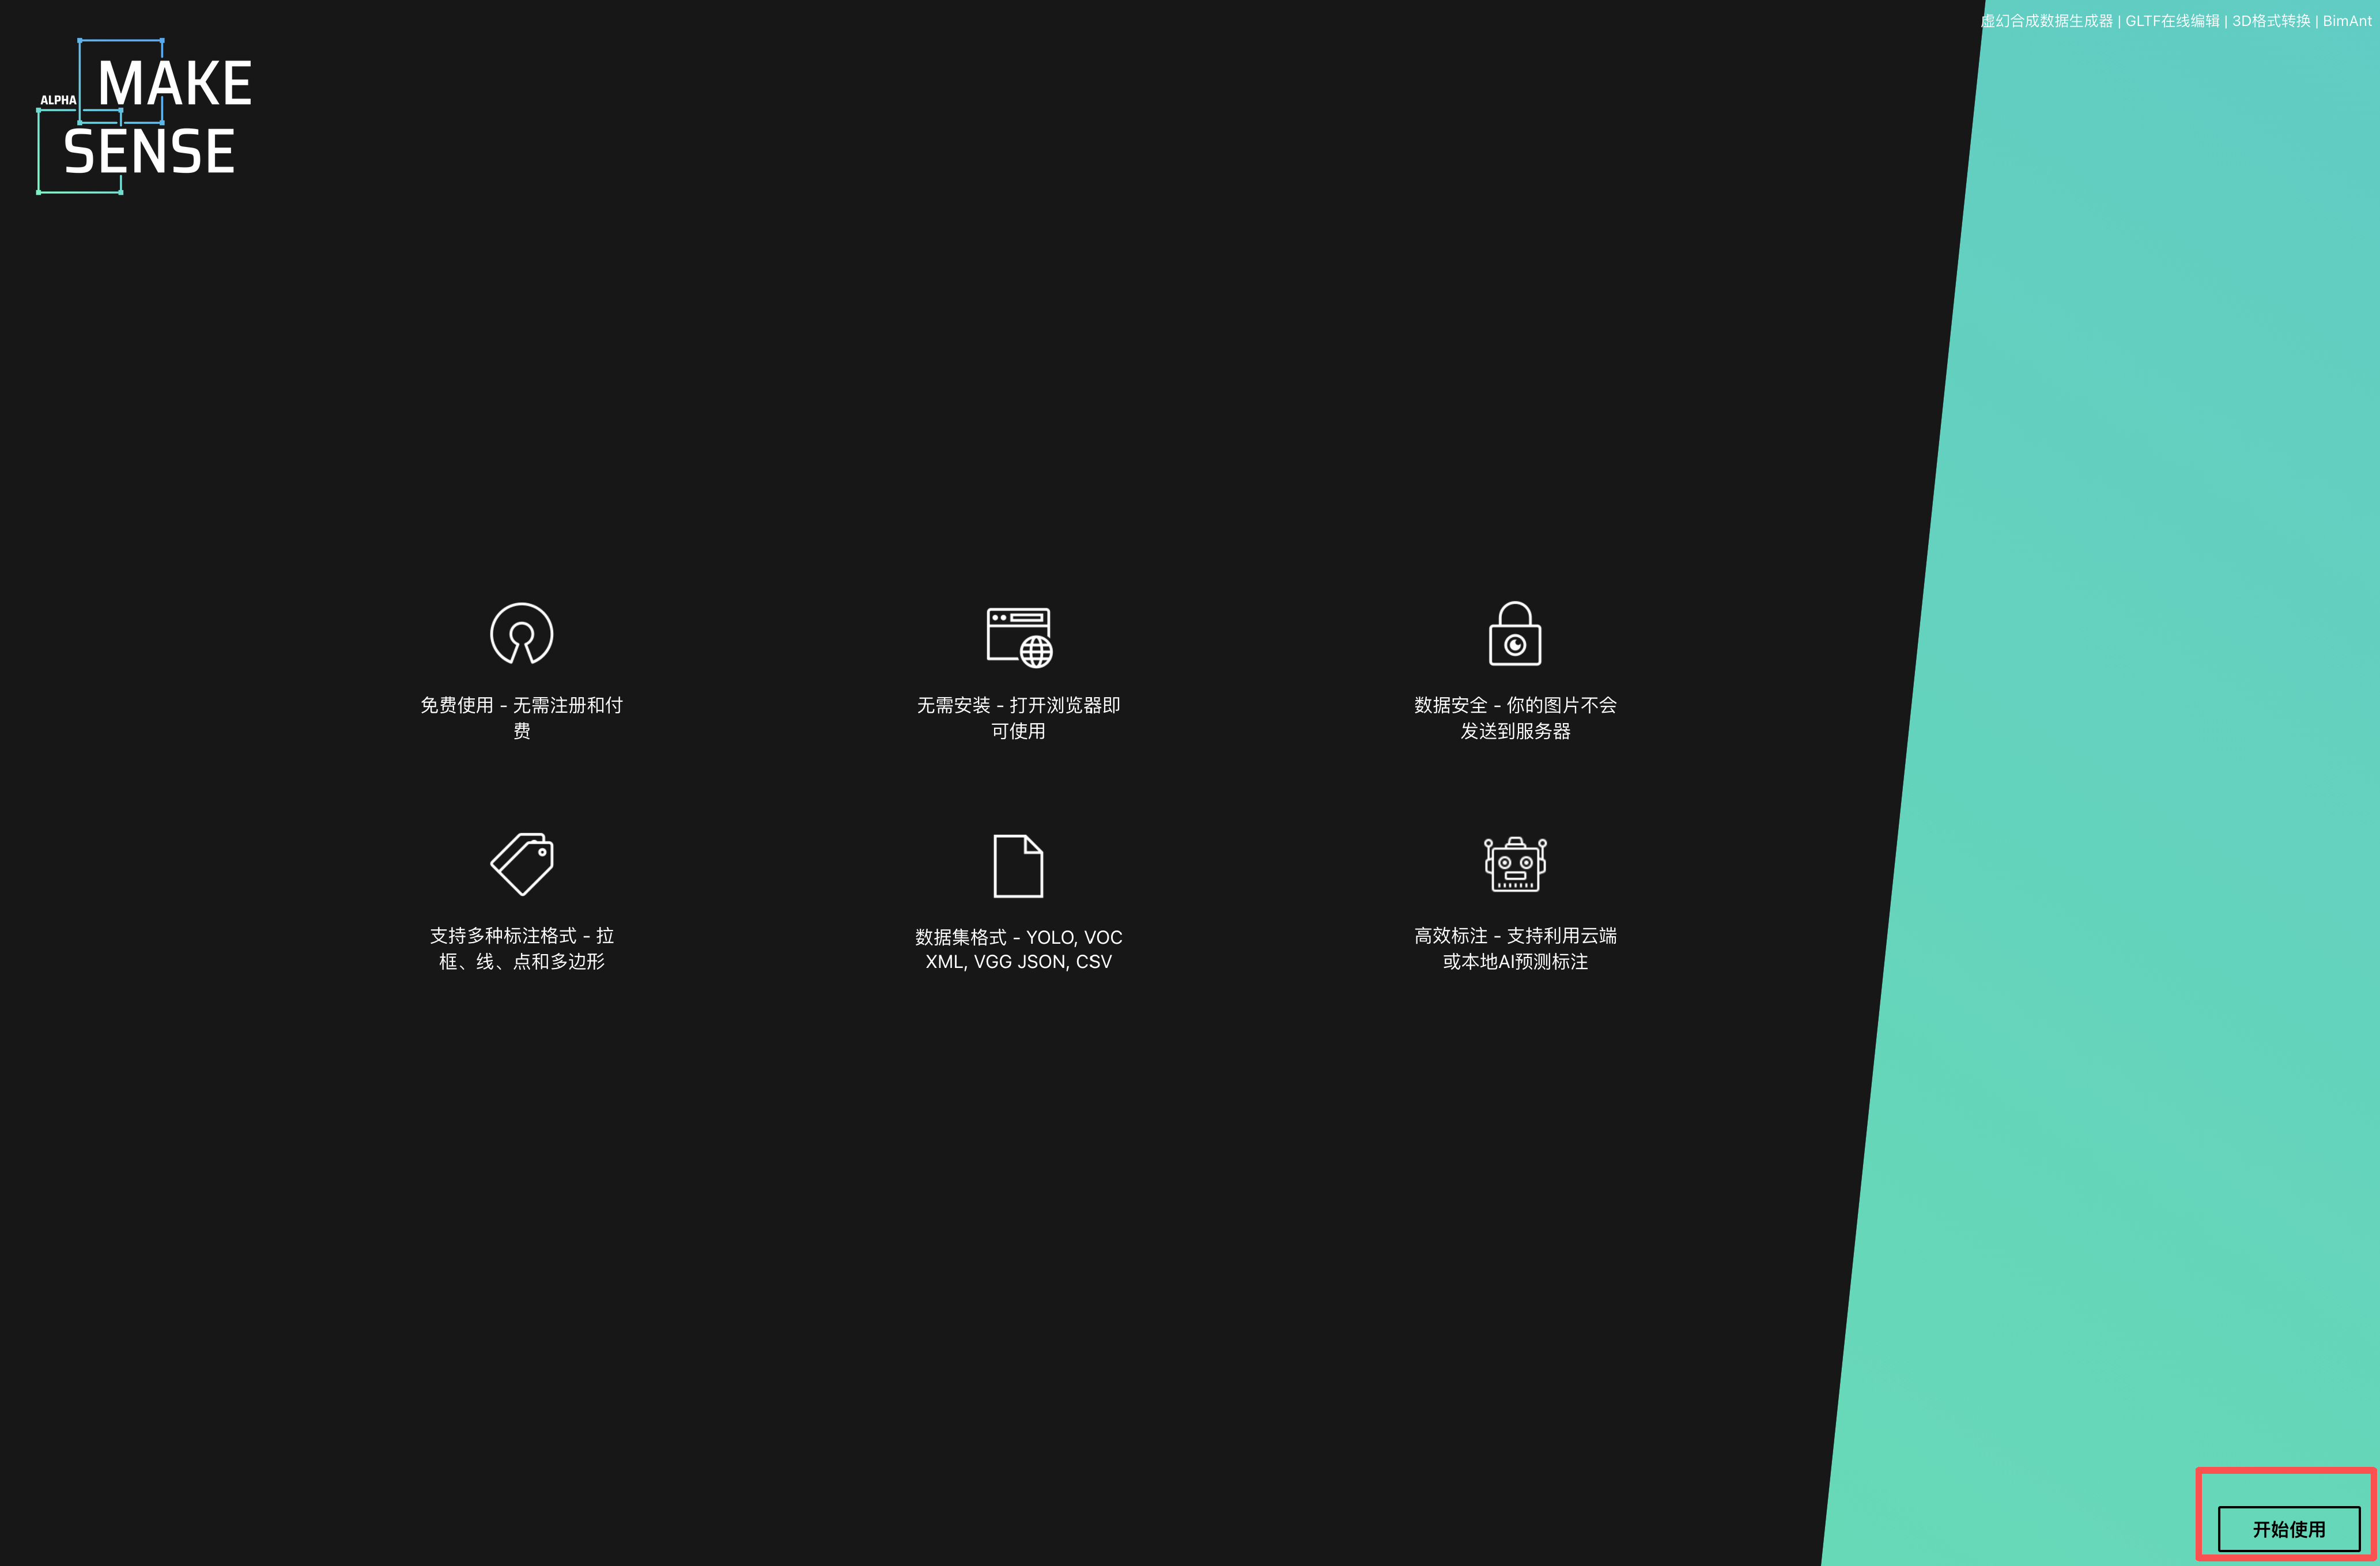 虚幻合成数据生成器 | GLTF在线编辑 | 3D格式转换 | BimAnt
MAKE
ALPHA
SENSE
免费使用 - 无需注册和付
费
无需安装 - 打开浏览器即
可使用
数据安全 - 你的图片不会
发送到服务器
支持多种标注格式 - 拉
框、线、点和多边形
数据集格式 - YOLO, VOC
XML, VGG JSON, CSV
高效标注 - 支持利用云端
或本地AI预测标注
开始使用